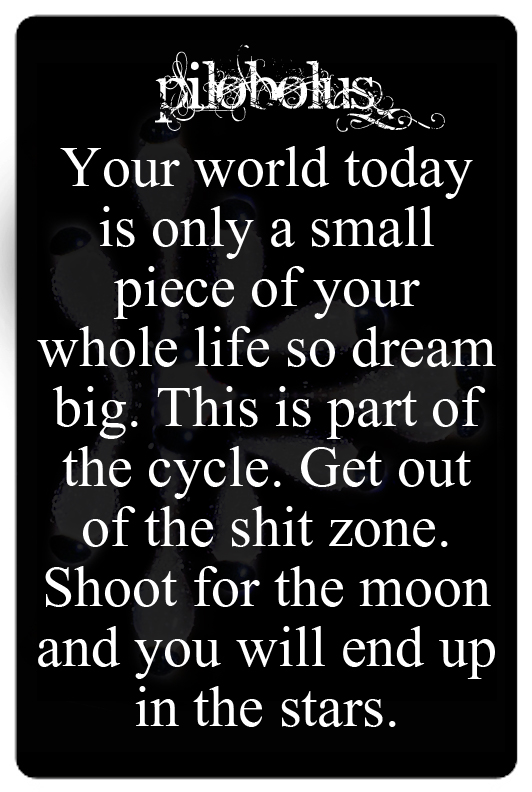 pilobolus
Your world today
is only a small
piece of your
whole life so dream
big. This is part of
the cycle. Get out
of the shit zone.
Shoot for the moon
and you will end up
in the stars.